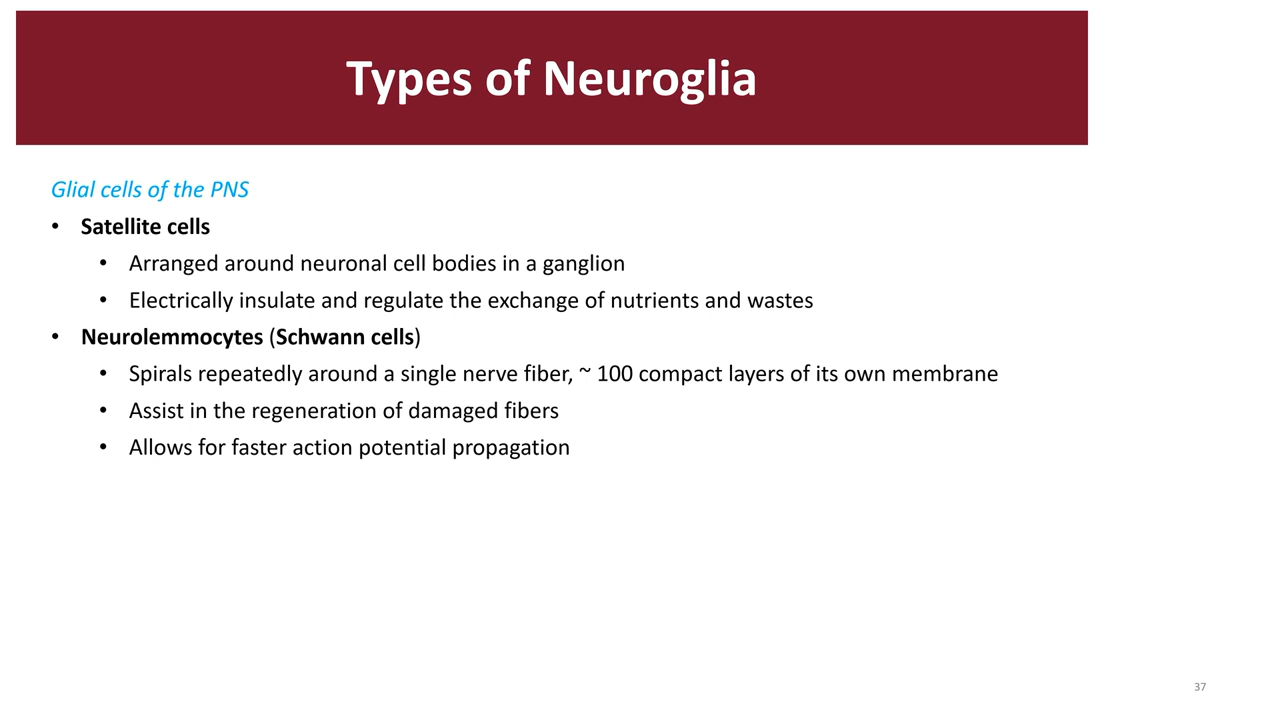 Types of Neuroglia
Glial cells of the PNS
• Satellite cells
• Arranged around neuronal cell bodies in a ganglion
• Electrically insulate and regulate the exchange of nutrients and wastes
• Neurolemmocytes (Schwann cells)
• Spirals repeatedly around a single nerve fiber, ~ 100 compact layers of its own membrane
• Assist in the regeneration of damaged fibers
• Allows for faster action potential propagation
37